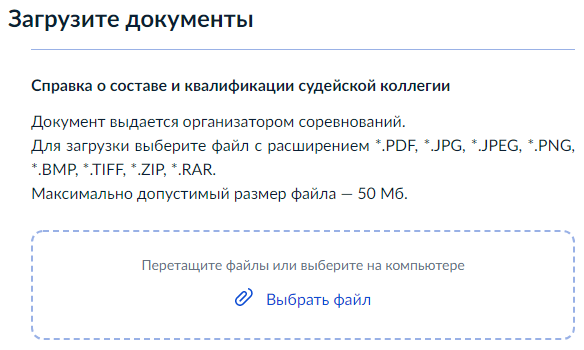 Загрузите документы
Справка о составе и квалификации судейской коллегии
Документ выдается организатором соревнований.
Для загрузки выберите файл с расширением *.PDF, *.JPG, *.JPEG, *.PNG,
*.BMP, *.TIFF, *.ZIP, *.RAR.
Максимально допустимый размер файла — 50 Мб.
Перетащите файлы или выберите на компьютере
Выбрать файл